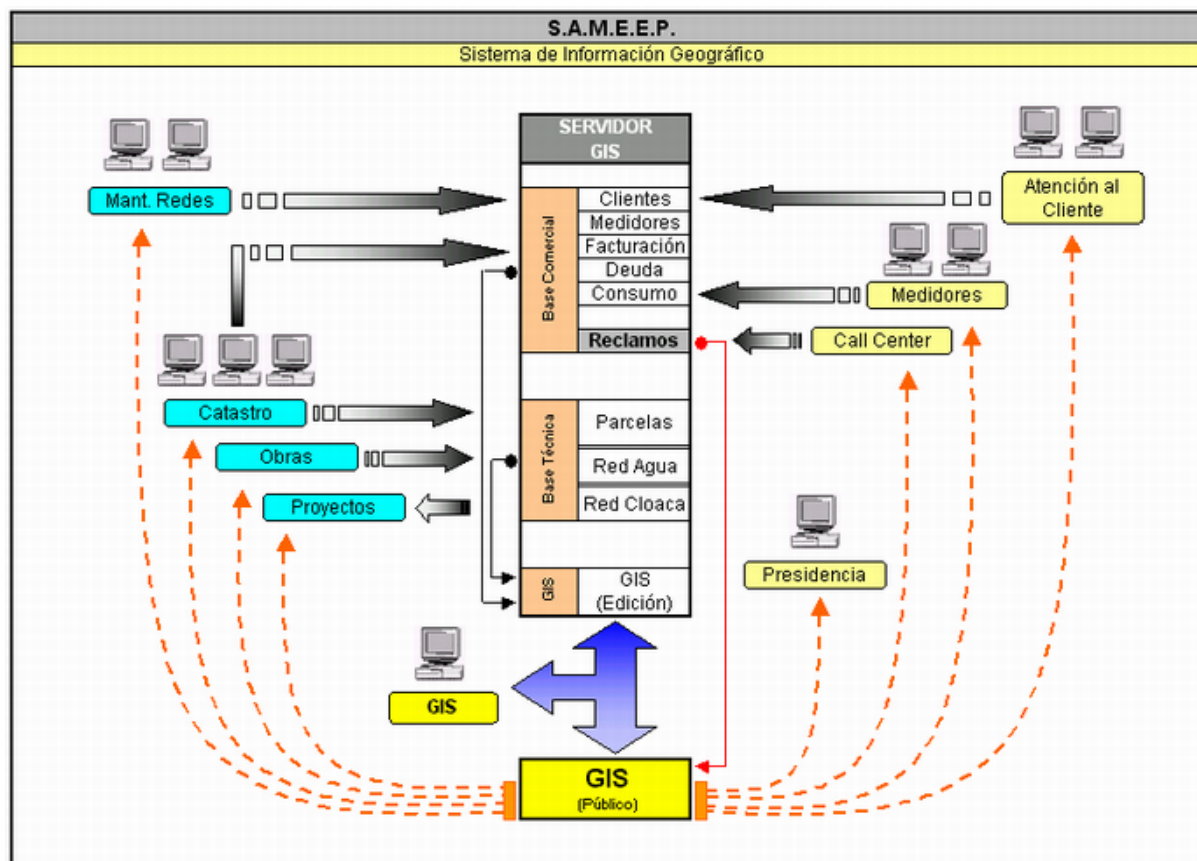 S.A.M.E.E.P.
Sistema de Información Geográfico
SERVIDOR
GIS
Mant. Redes
Catastro
Obras
Proyectos
Base Comercial
Clientes
Medidores
Facturación
Deuda
Consumo
Reclamos
Base Técnica
Parcelas
Red Agua
Red Cloaca
GIS
GIS
(Edición)
Atención al
Cliente
Medidores
Call Center
Presidencia
GIS
GIS
(Público)